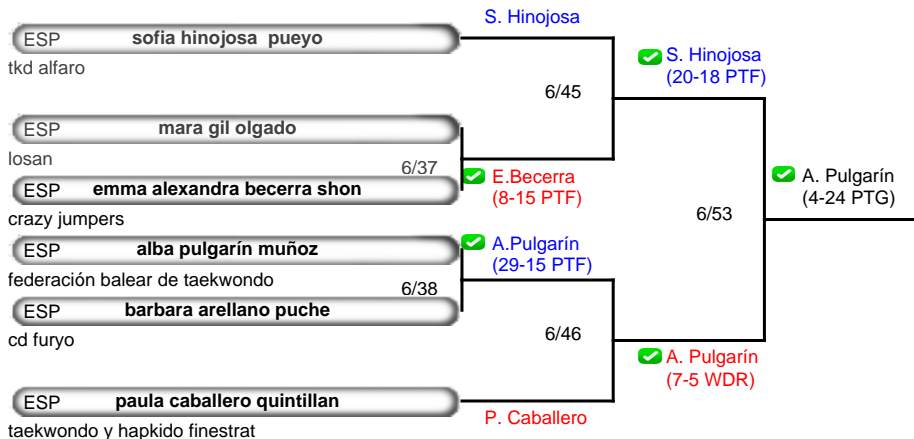 S. Hinojosa
ESP sofia hinojosa pueyo
tkd alfaro
S. Hinojosa
(20-18 PTF)
6/45
ESP mara gil olgado
losan
6/37
ESP emma alexandra becerra shon
crazy jumpers
E.Becerra
(8-15 PTF)
A. Pulgarín
(4-24 PTG)
6/53
ESP alba pulgarín muñoz
federación balear de taekwondo
A.Pulgarín
(29-15 PTF)
6/38
ESP barbara arellano puche
cd furyo
6/46
A. Pulgarín
(7-5 WDR)
ESP paula caballero quintillan
taekwondo y hapkido finestrat
P. Caballero